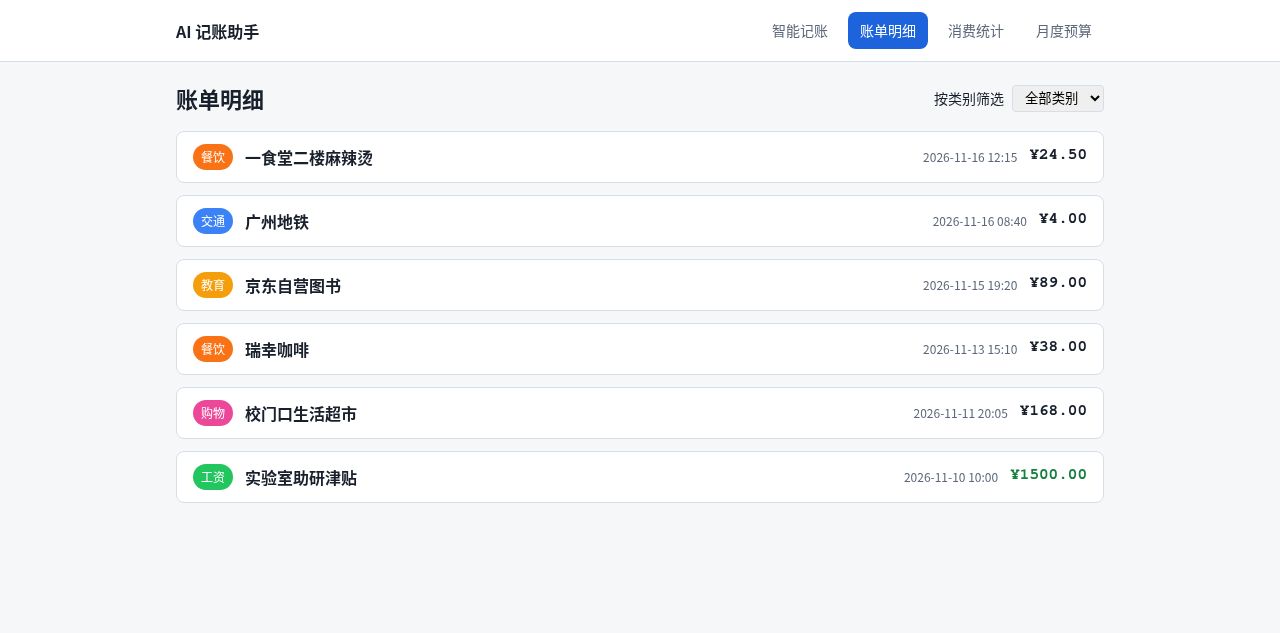 AI 记账助手 智能记账 账单明细 消费统计 月度预算
账单明细 按类别筛选 全部类别
餐饮 一食堂二楼麻辣烫 2026-11-16 12:15 ¥24.50
交通 广州地铁 2026-11-16 08:40 ¥4.00
教育 京东自营图书 2026-11-15 19:20 ¥89.00
餐饮 瑞幸咖啡 2026-11-13 15:10 ¥38.00
购物 校门口生活超市 2026-11-11 20:05 ¥168.00
工资 实验室助研津贴 2026-11-10 10:00 ¥1500.00